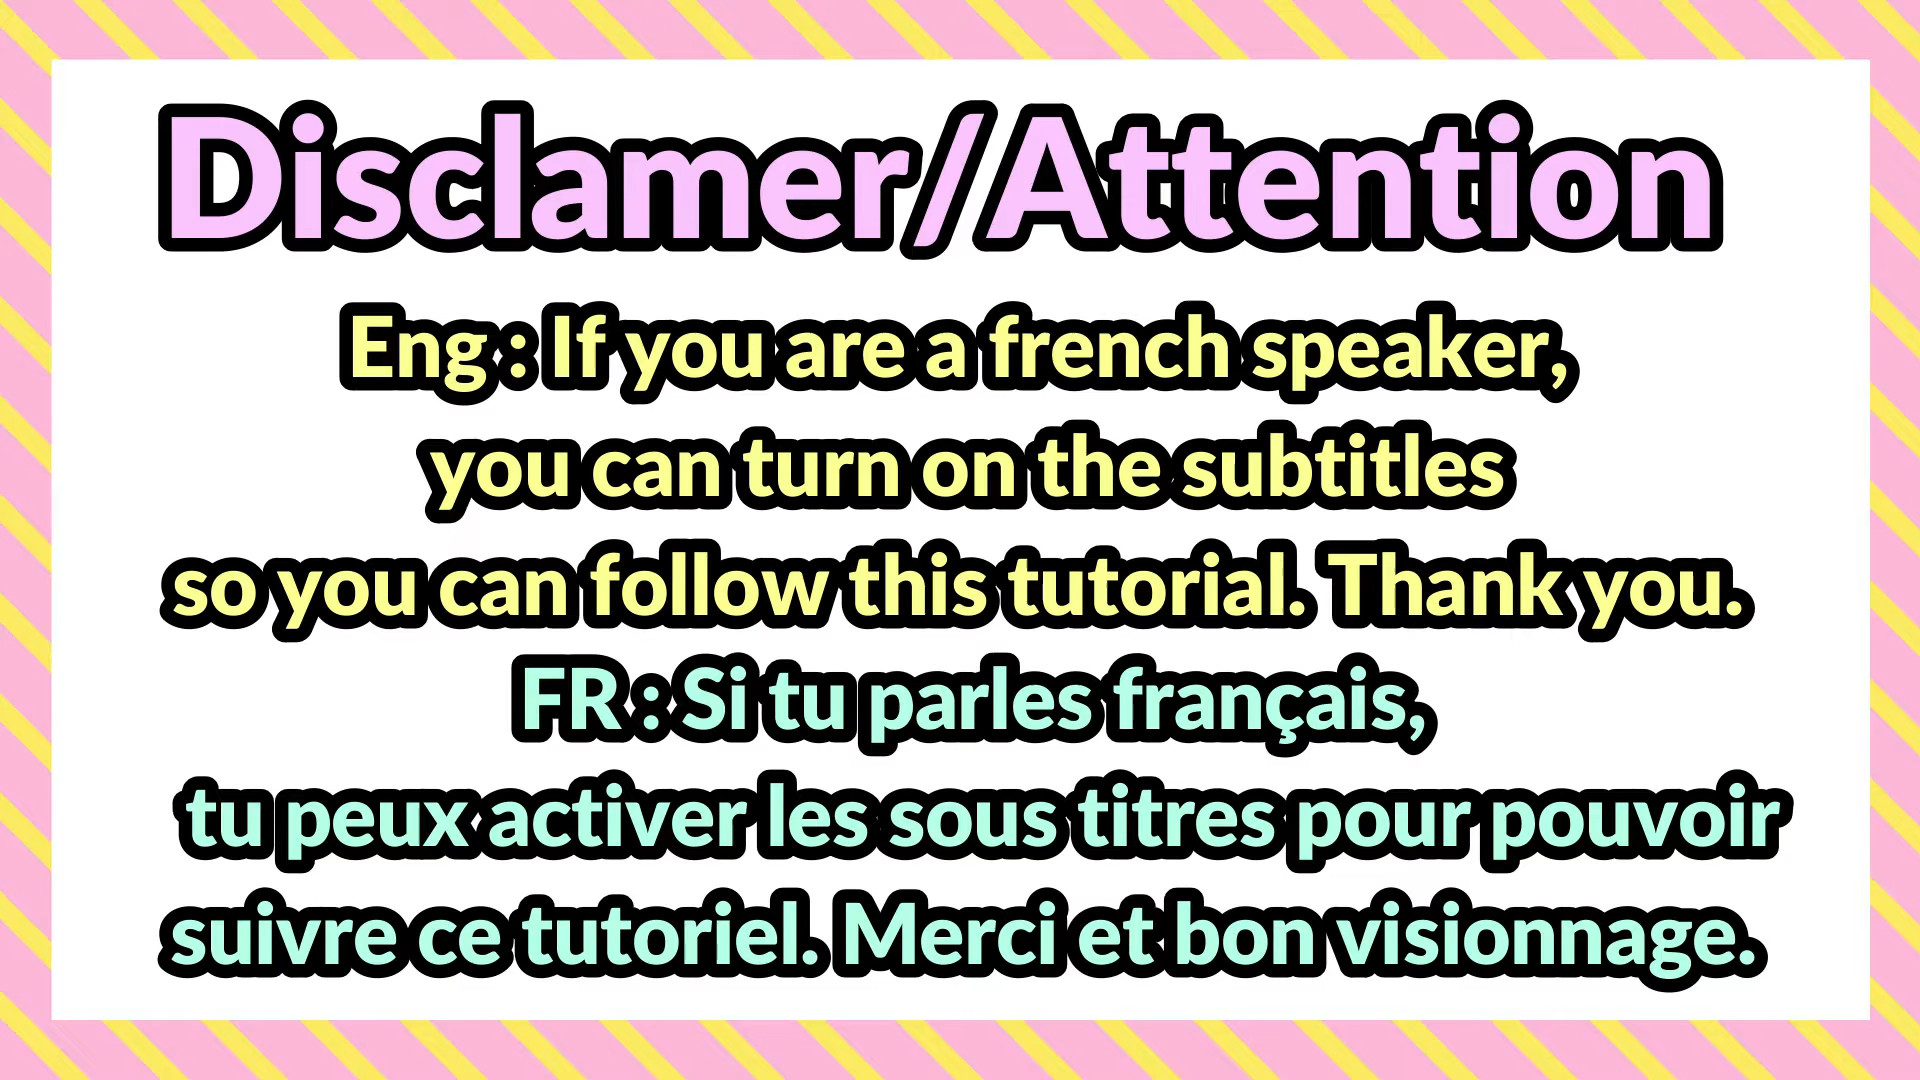 Disclamer/Attention
Eng : If you are a french speaker,
you can turn on the subtitles
so you can follow this tutorial. Thank you.
FR : Si tu parles français,
tu peux activer les sous titres pour pouvoir
suivre ce tutoriel. Merci et bon visionnage.